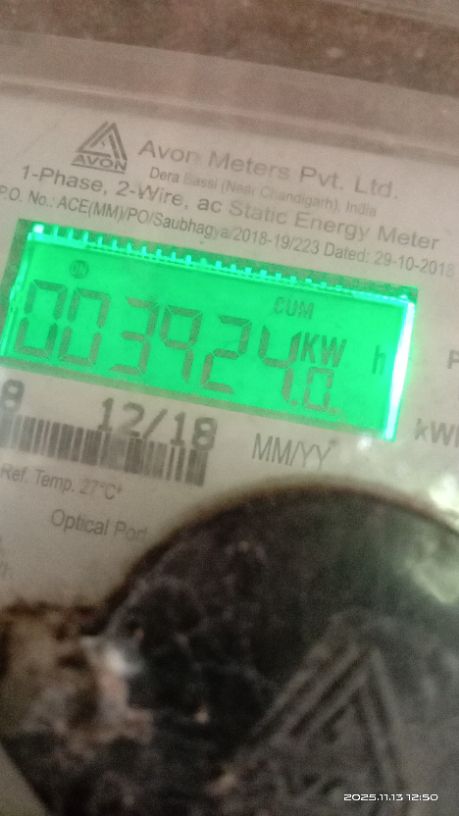 AVON
Avon Meters Pvt. Ltd.
Dera Bassi (Near Chandigarh), India
1-Phase, 2-Wire, ac Static Energy Meter
P.O. No.: ACE(MM)/PO/Saubhagya/2018-19/223 Dated: 29-10-2018
CUM
003924.0 KW h
8 12/18
MM/YY
Ref. Temp. 27°C*
Optical Port
2025.11.13 12:50